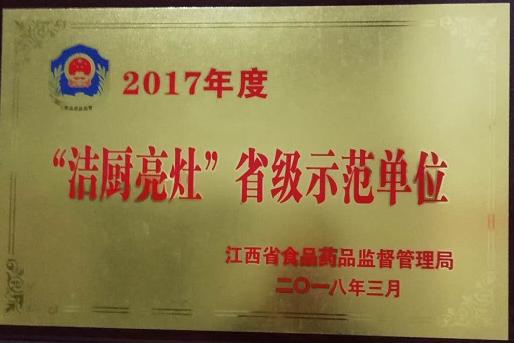 2017年度
“洁厨亮灶”省级示范单位
江西省食品药品监督管理局
二〇一八年三月